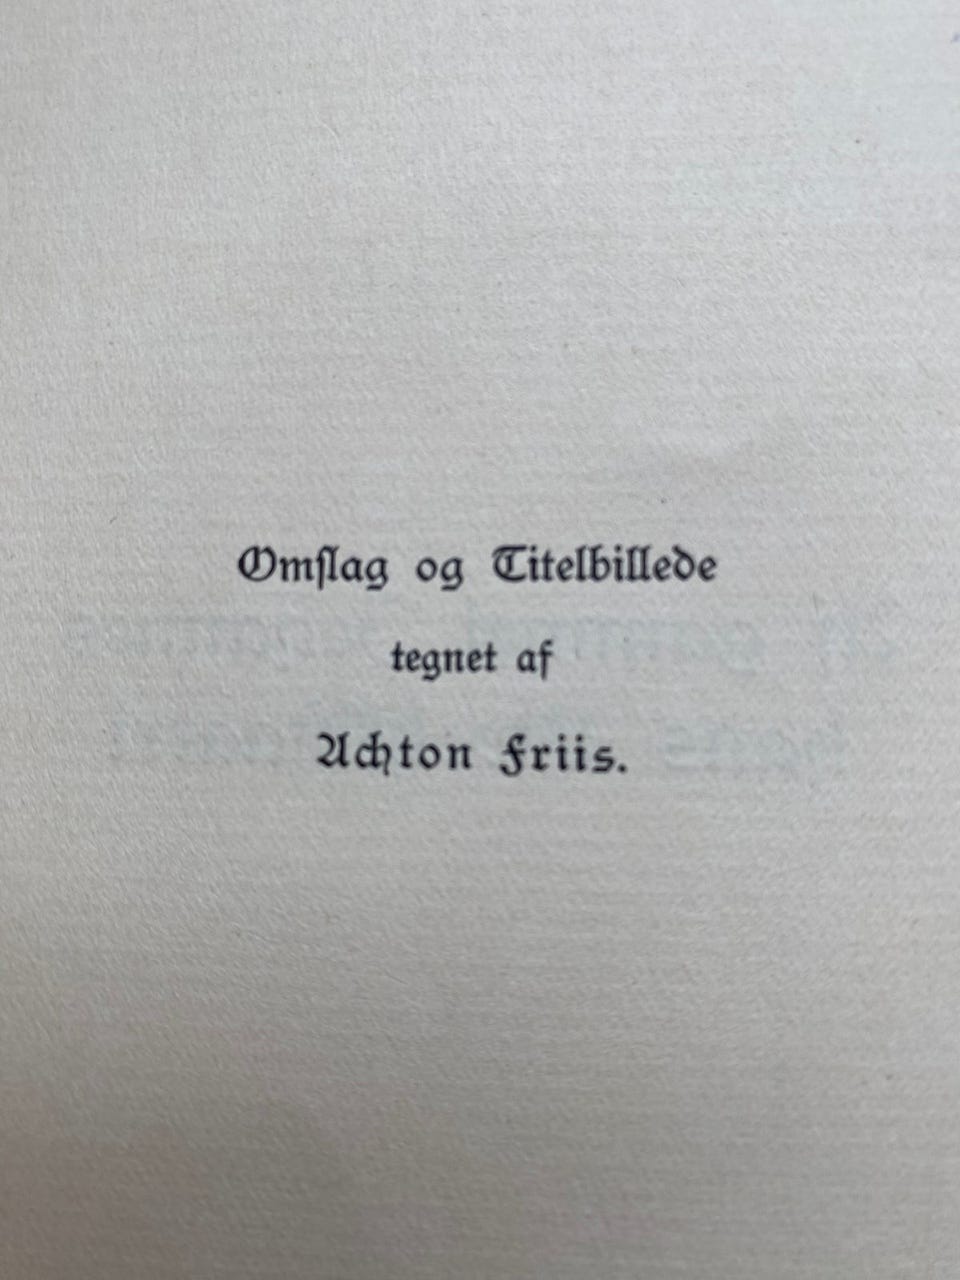 Omſlag og Titelbillede
tegnet af
Achton Friis.